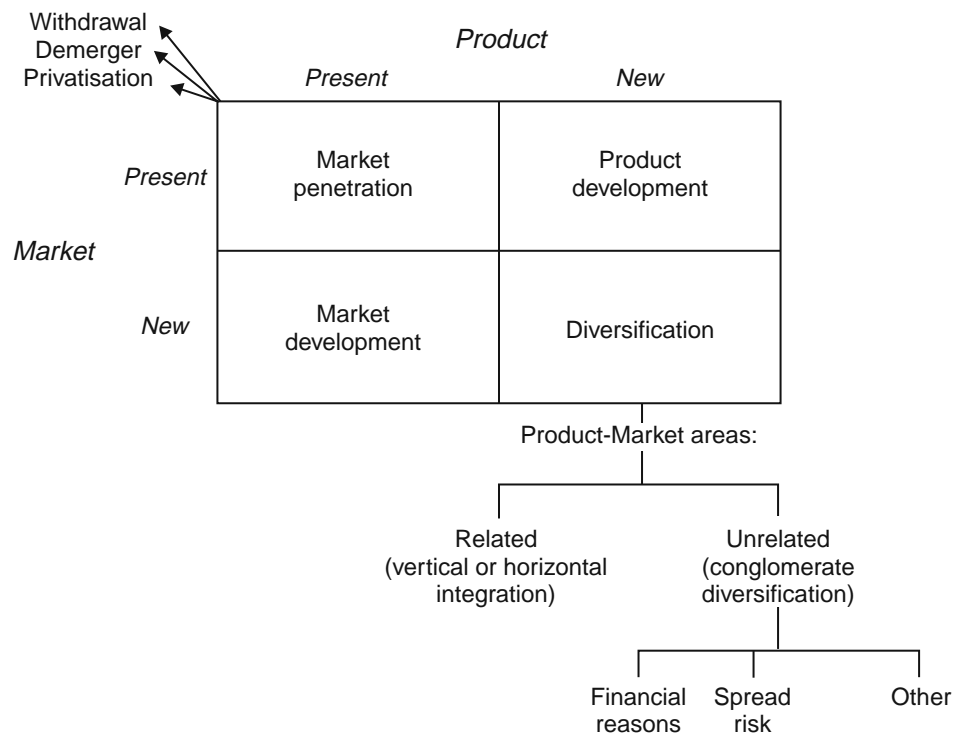 Withdrawal
Demerger
Privatisation
Product
Present
New
Present
Market
penetration
Product
development
Market
New
Market
development
Diversification
Product-Market areas:
Related
(vertical or horizontal
integration)
Unrelated
(conglomerate
diversification)
Financial
reasons
Spread
risk
Other